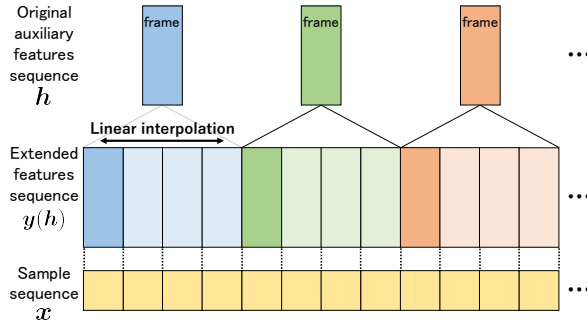 Original
auxiliary
features
sequence
h
frame
frame
frame
...
Linear interpolation
Extended
features
sequence
y(h)
...
Sample
sequence
x
...